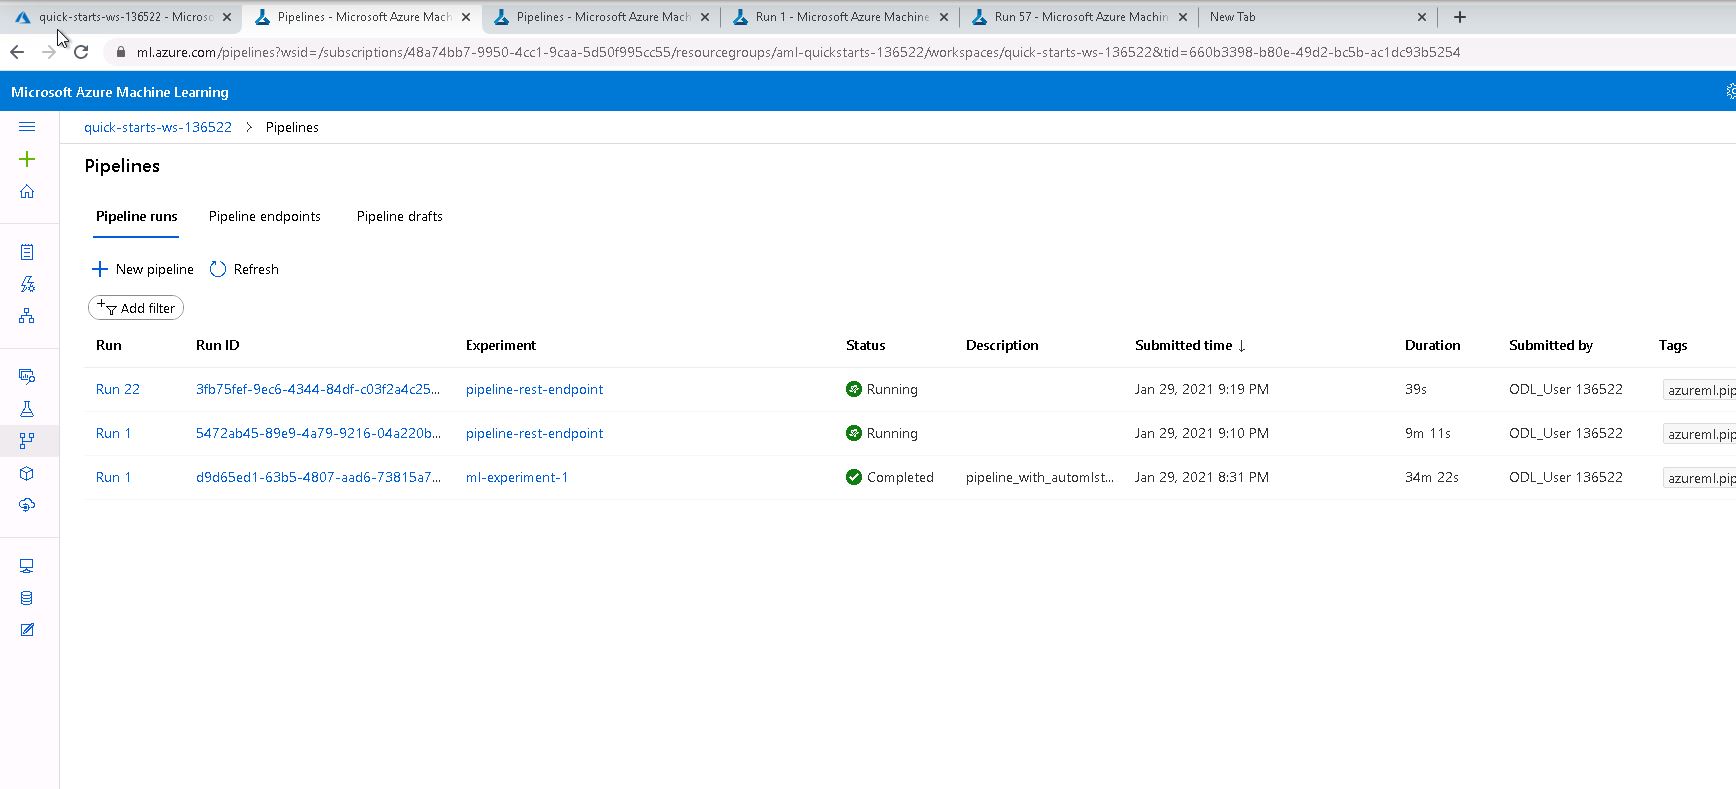 quick-starts-ws-136522 - Microso
Pipelines - Microsoft Azure Mach
Pipelines - Microsoft Azure Mach
Run 1 - Microsoft Azure Machine
Run 57 - Microsoft Azure Machin
New Tab
ml.azure.com/pipelines?wsid=/subscriptions/48a74bb7-9950-4cc1-9caa-5d50f995cc55/resourcegroups/aml-quickstarts-136522/workspaces/quick-starts-ws-136522&tid=660b3398-b80e-49d2-bc5b-ac1dc93b5254
Microsoft Azure Machine Learning
quick-starts-ws-136522 > Pipelines
Pipelines
Pipeline runs Pipeline endpoints Pipeline drafts
New pipeline Refresh
Add filter
Run Run ID Experiment Status Description Submitted time ↓ Duration Submitted by Tags
Run 22 3fb75fef-9ec6-4344-84df-c03f2a4c25... pipeline-rest-endpoint Running Jan 29, 2021 9:19 PM 39s ODL_User 136522 azureml.pip
Run 1 5472ab45-89e9-4a79-9216-04a220b... pipeline-rest-endpoint Running Jan 29, 2021 9:10 PM 9m 11s ODL_User 136522 azureml.pip
Run 1 d9d65ed1-63b5-4807-aad6-73815a7... ml-experiment-1 Completed pipeline_with_automlst... Jan 29, 2021 8:31 PM 34m 22s ODL_User 136522 azureml.pip